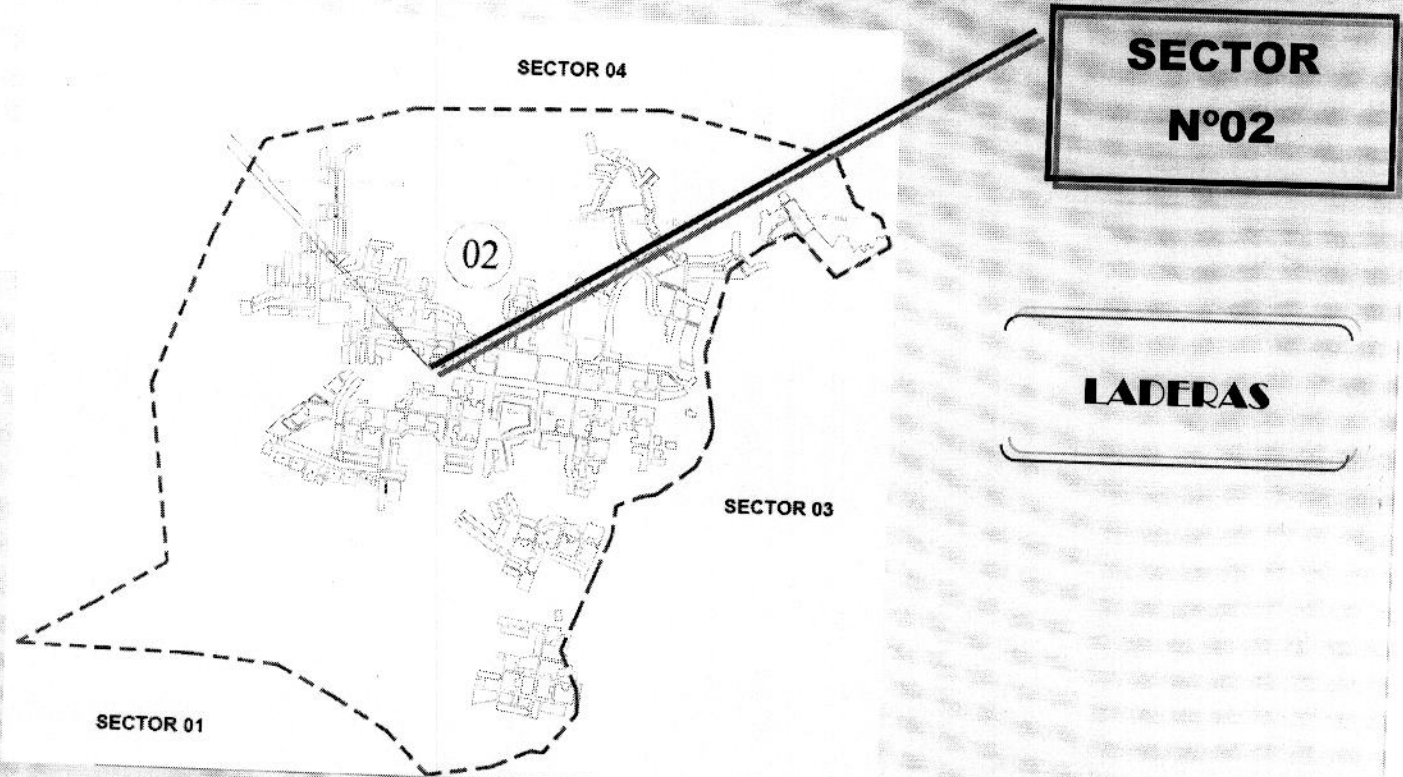 SECTOR 04
SECTOR
Nº02
02
LADERAS
SECTOR 03
SECTOR 01